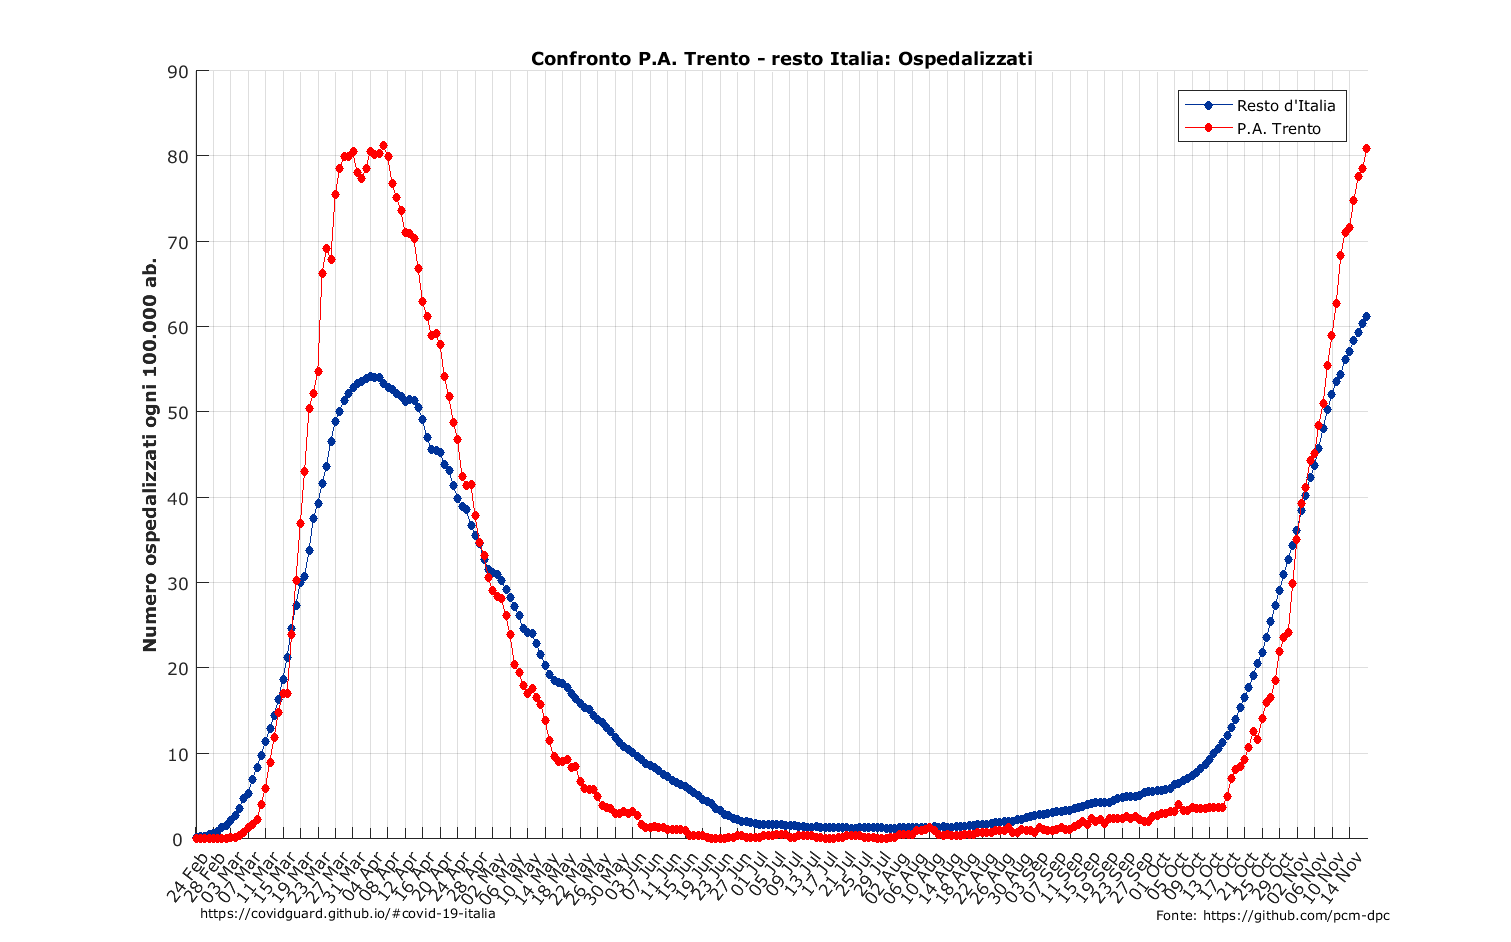 Confronto P.A. Trento - resto Italia: Ospedalizzati
90
80
70
60
50
40
30
20
10
0
Numero ospedalizzati ogni 100.000 ab.
Resto d'Italia
P.A. Trento
24 Feb
28 Feb
03 Mar
07 Mar
11 Mar
15 Mar
19 Mar
23 Mar
27 Mar
31 Mar
04 Apr
08 Apr
12 Apr
16 Apr
20 Apr
24 Apr
28 Apr
02 May
06 May
10 May
14 May
18 May
22 May
26 May
30 May
03 Jun
07 Jun
11 Jun
15 Jun
19 Jun
23 Jun
27 Jun
01 Jul
05 Jul
09 Jul
13 Jul
17 Jul
21 Jul
25 Jul
29 Jul
02 Aug
06 Aug
10 Aug
14 Aug
18 Aug
22 Aug
26 Aug
30 Aug
03 Sep
07 Sep
11 Sep
15 Sep
19 Sep
23 Sep
27 Sep
01 Oct
05 Oct
09 Oct
13 Oct
17 Oct
21 Oct
25 Oct
29 Oct
02 Nov
06 Nov
10 Nov
14 Nov
https://covidguard.github.io/#covid-19-italia
Fonte: https://github.com/pcm-dpc